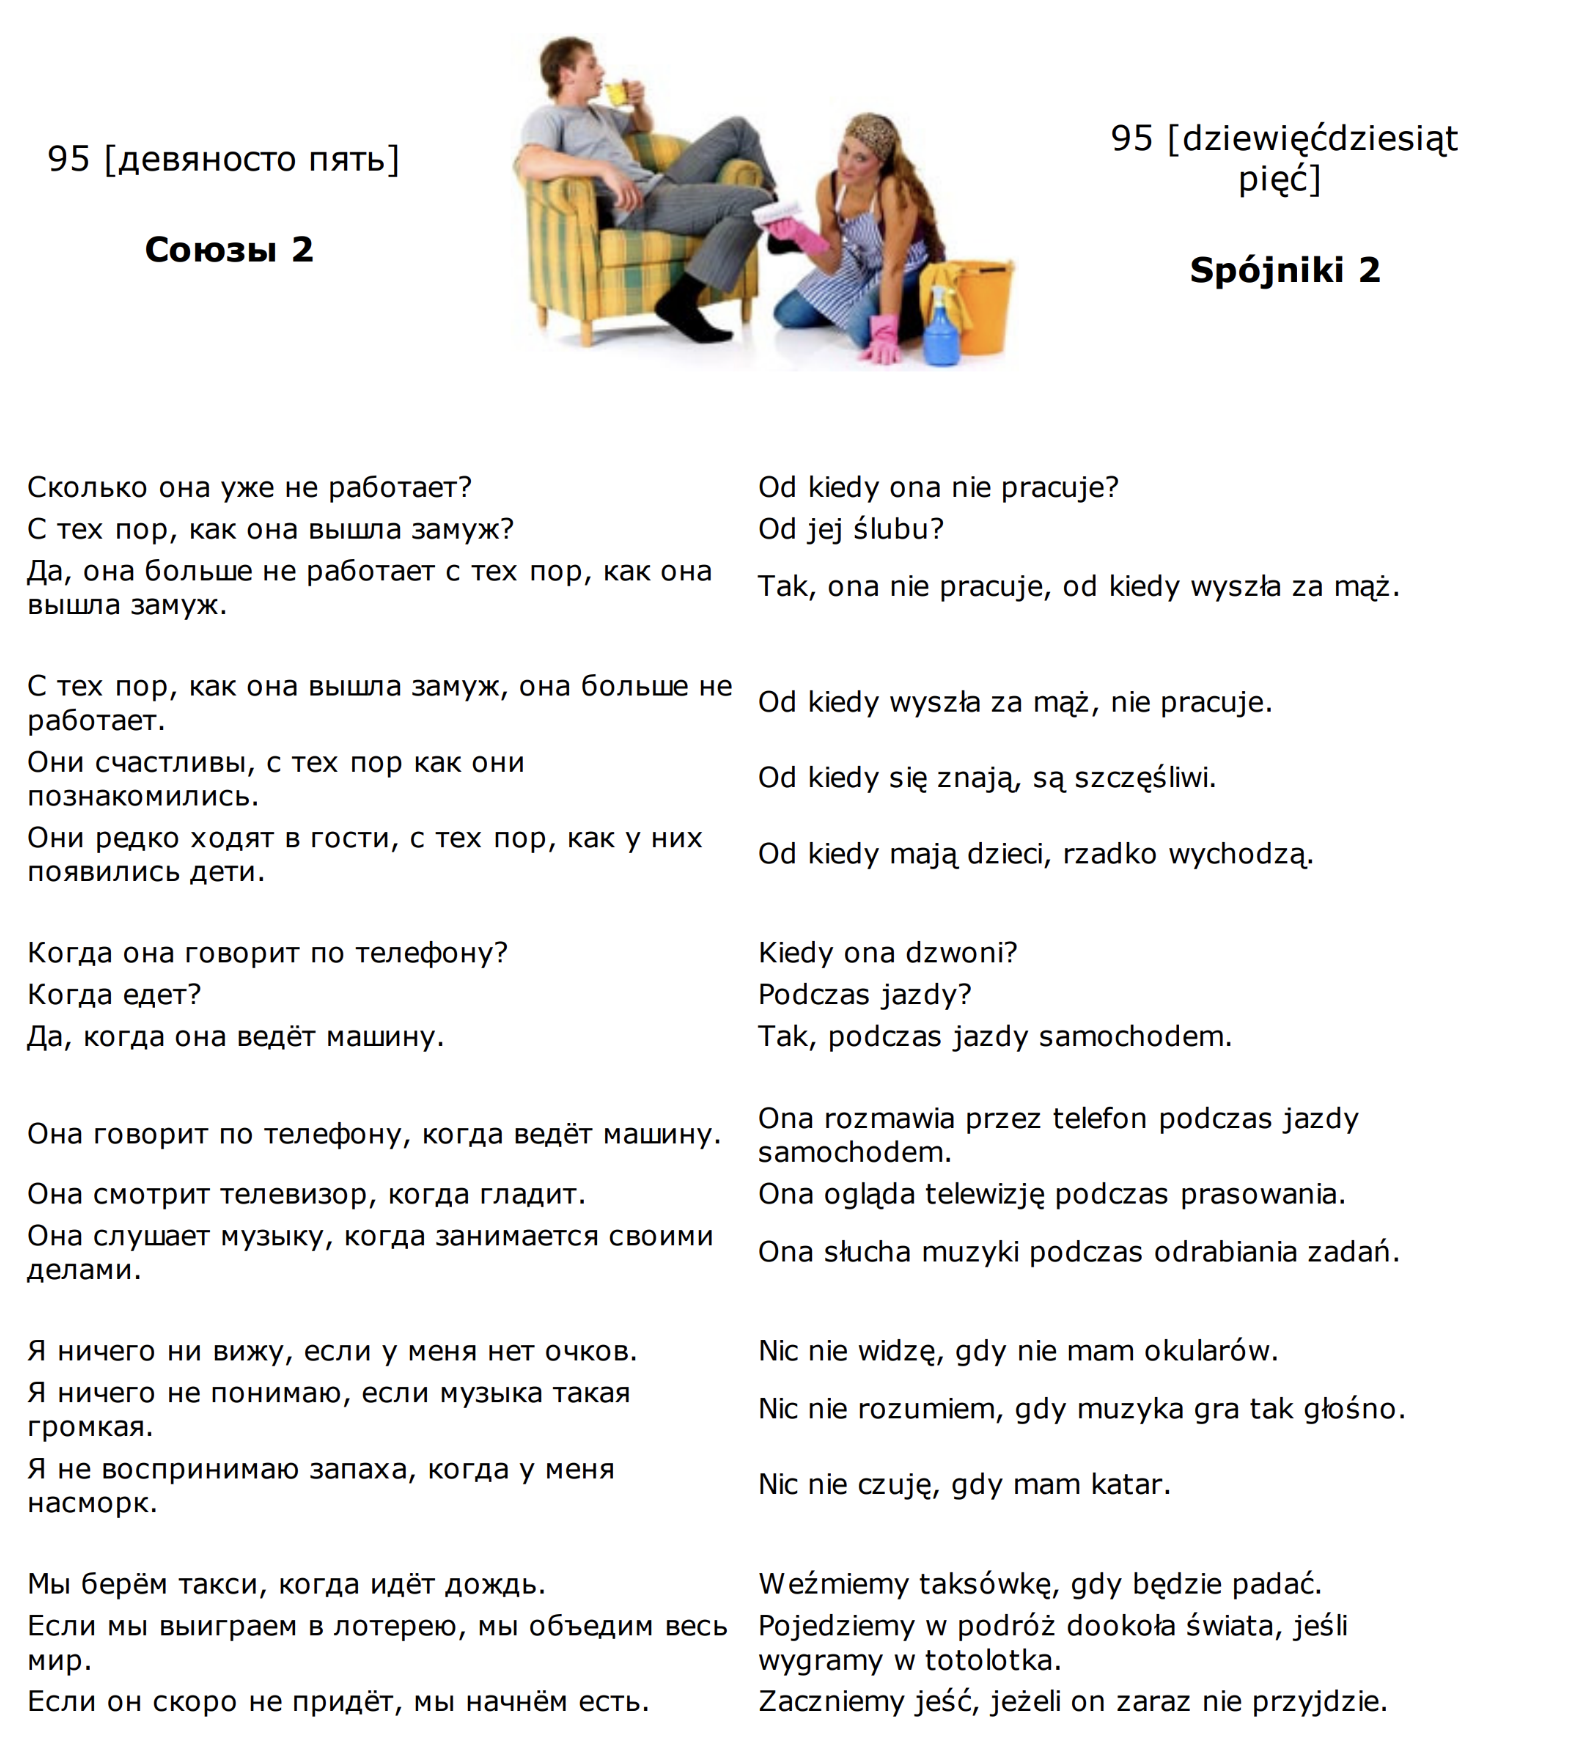 95 [девяносто пять]
Союзы 2
95 [dziewięćdziesiąt
pięć]
Spójniki 2
Сколько она уже не работает?
Od kiedy ona nie pracuje?
С тех пор, как она вышла замуж?
Od jej ślubu?
Да, она больше не работает с тех пор, как она
вышла замуж.
Tak, ona nie pracuje, od kiedy wyszła za mąż.
С тех пор, как она вышла замуж, она больше не
работает.
Od kiedy wyszła za mąż, nie pracuje.
Они счастливы, с тех пор как они
познакомились.
Od kiedy się znają, są szczęśliwi.
Они редко ходят в гости, с тех пор, как у них
появились дети.
Od kiedy mają dzieci, rzadko wychodzą.
Когда она говорит по телефону?
Kiedy ona dzwoni?
Когда едет?
Podczas jazdy?
Да, когда она ведёт машину.
Tak, podczas jazdy samochodem.
Она говорит по телефону, когда ведёт машину.
Ona rozmawia przez telefon podczas jazdy
samochodem.
Она смотрит телевизор, когда гладит.
Ona ogląda telewizję podczas prasowania.
Она слушает музыку, когда занимается своими
делами.
Ona słucha muzyki podczas odrabiania zadań.
Я ничего ни вижу, если у меня нет очков.
Nic nie widzę, gdy nie mam okularów.
Я ничего не понимаю, если музыка такая
громкая.
Nic nie rozumiem, gdy muzyka gra tak głośno.
Я не воспринимаю запаха, когда у меня
насморк.
Nic nie czuję, gdy mam katar.
Мы берём такси, когда идёт дождь.
Weźmiemy taksówkę, gdy będzie padać.
Если мы выиграем в лотерею, мы объедим весь
мир.
Pojedziemy w podróż dookoła świata, jeśli
wygramy w totolotka.
Если он скоро не придёт, мы начнём есть.
Zaczniemy jeść, jeżeli on zaraz nie przyjdzie.